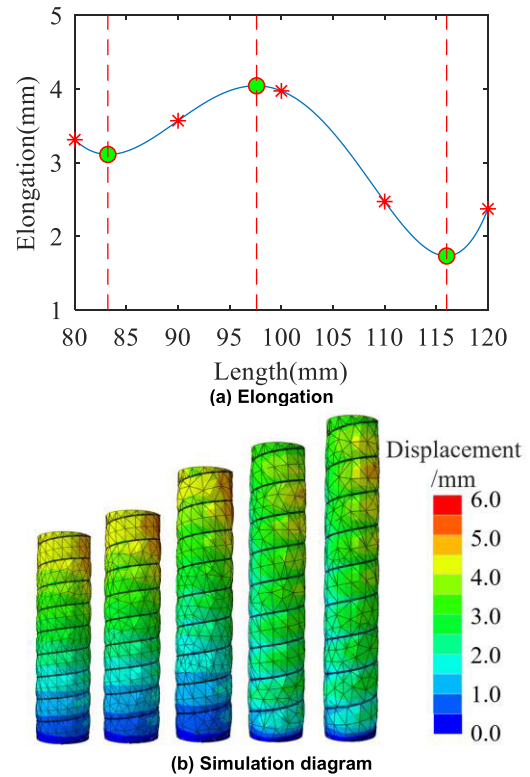 5
4
3
2
1
Elongation(mm)
80 85 90 95 100 105 110 115 120
Length(mm)
(a) Elongation
Displacement
/mm
6.0
5.0
4.0
3.0
2.0
1.0
0.0
(b) Simulation diagram